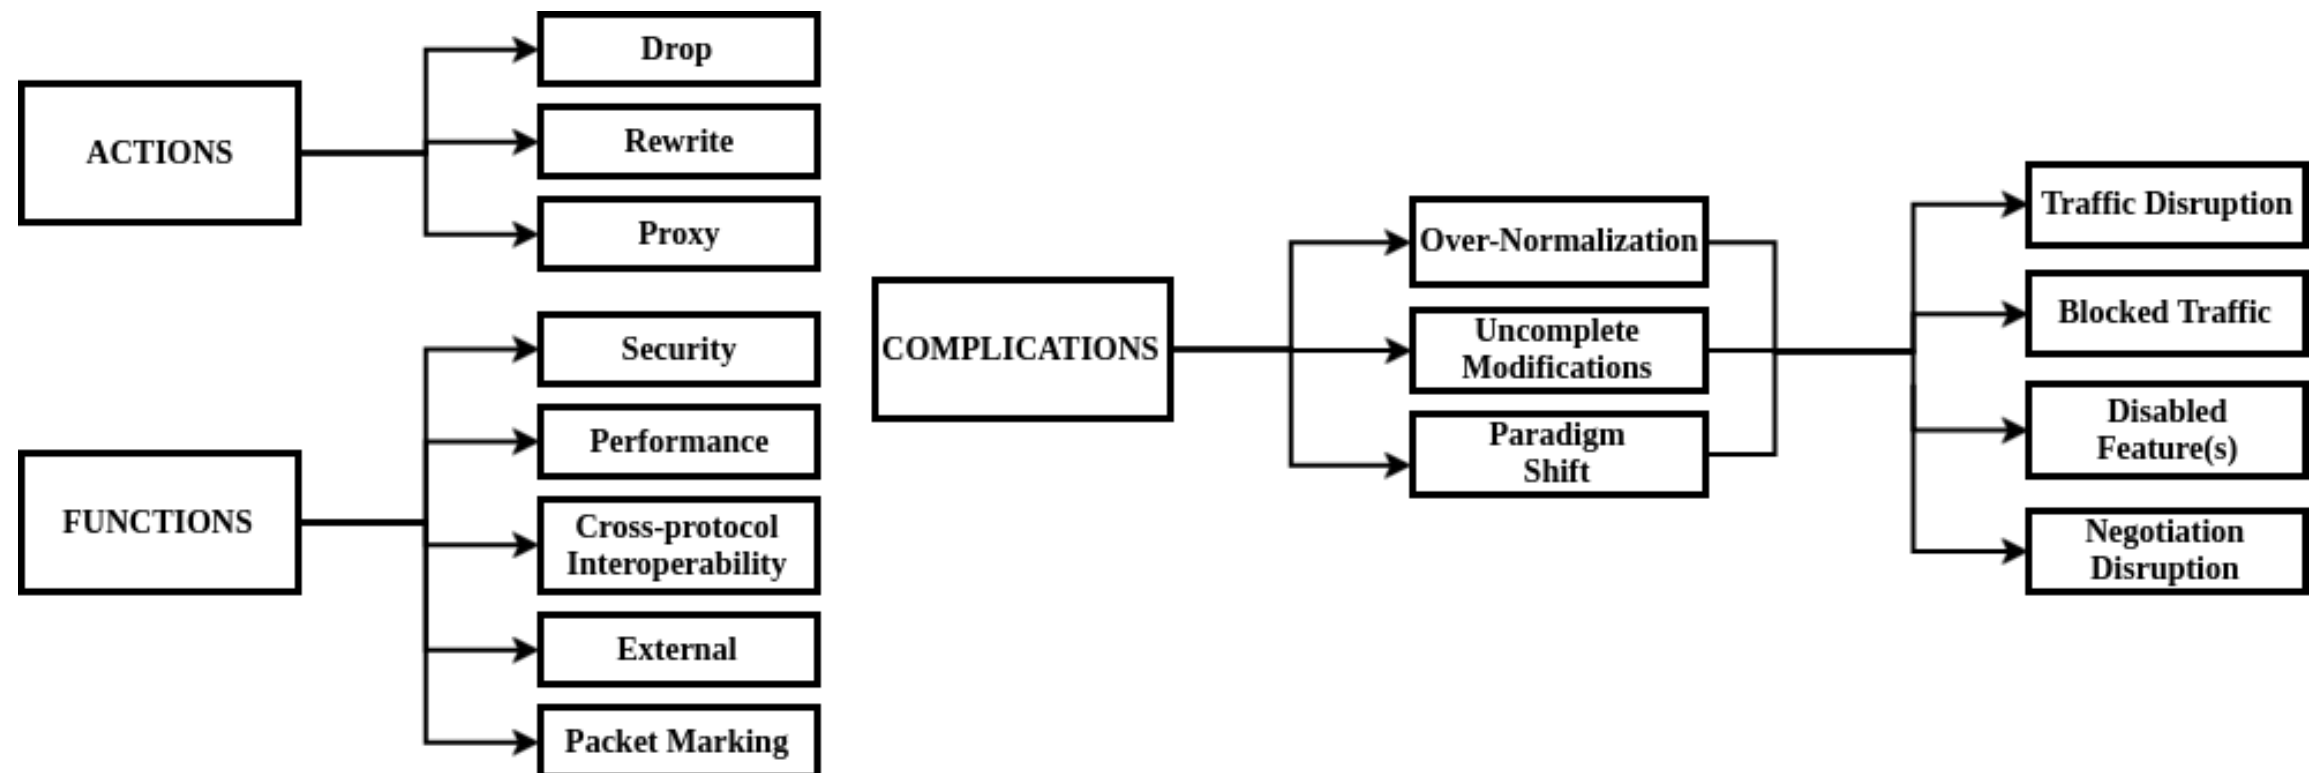 ACTIONS
Drop
Rewrite
Proxy
FUNCTIONS
Security
Performance
Cross-protocol
Interoperability
External
Packet Marking
COMPLICATIONS
Over-Normalization
Uncomplete
Modifications
Paradigm
Shift
Traffic Disruption
Blocked Traffic
Disabled
Feature(s)
Negotiation
Disruption